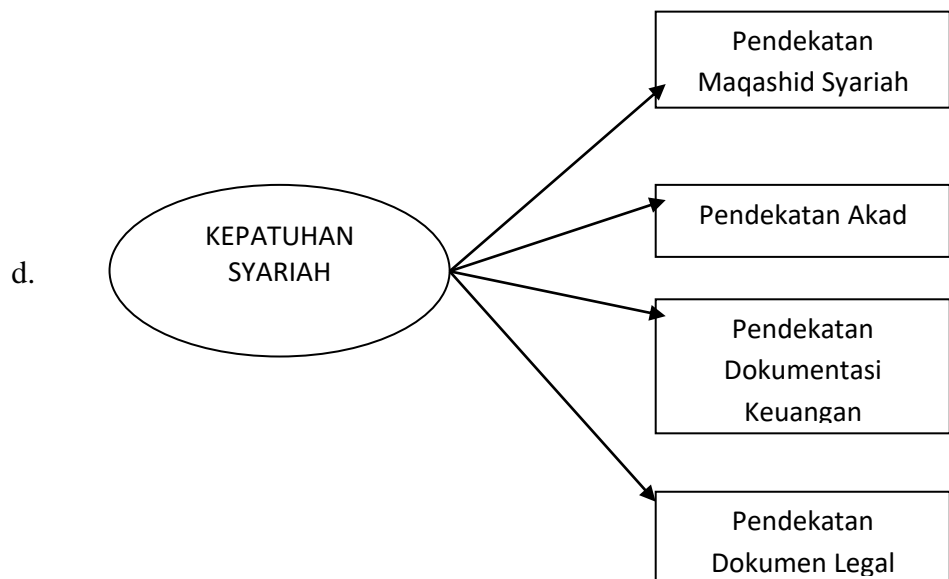 Pendekatan
Maqashid Syariah
Pendekatan Akad
KEPATUHAN
SYARIAH
d.
Pendekatan
Dokumentasi
Keuangan
Pendekatan
Dokumen Legal